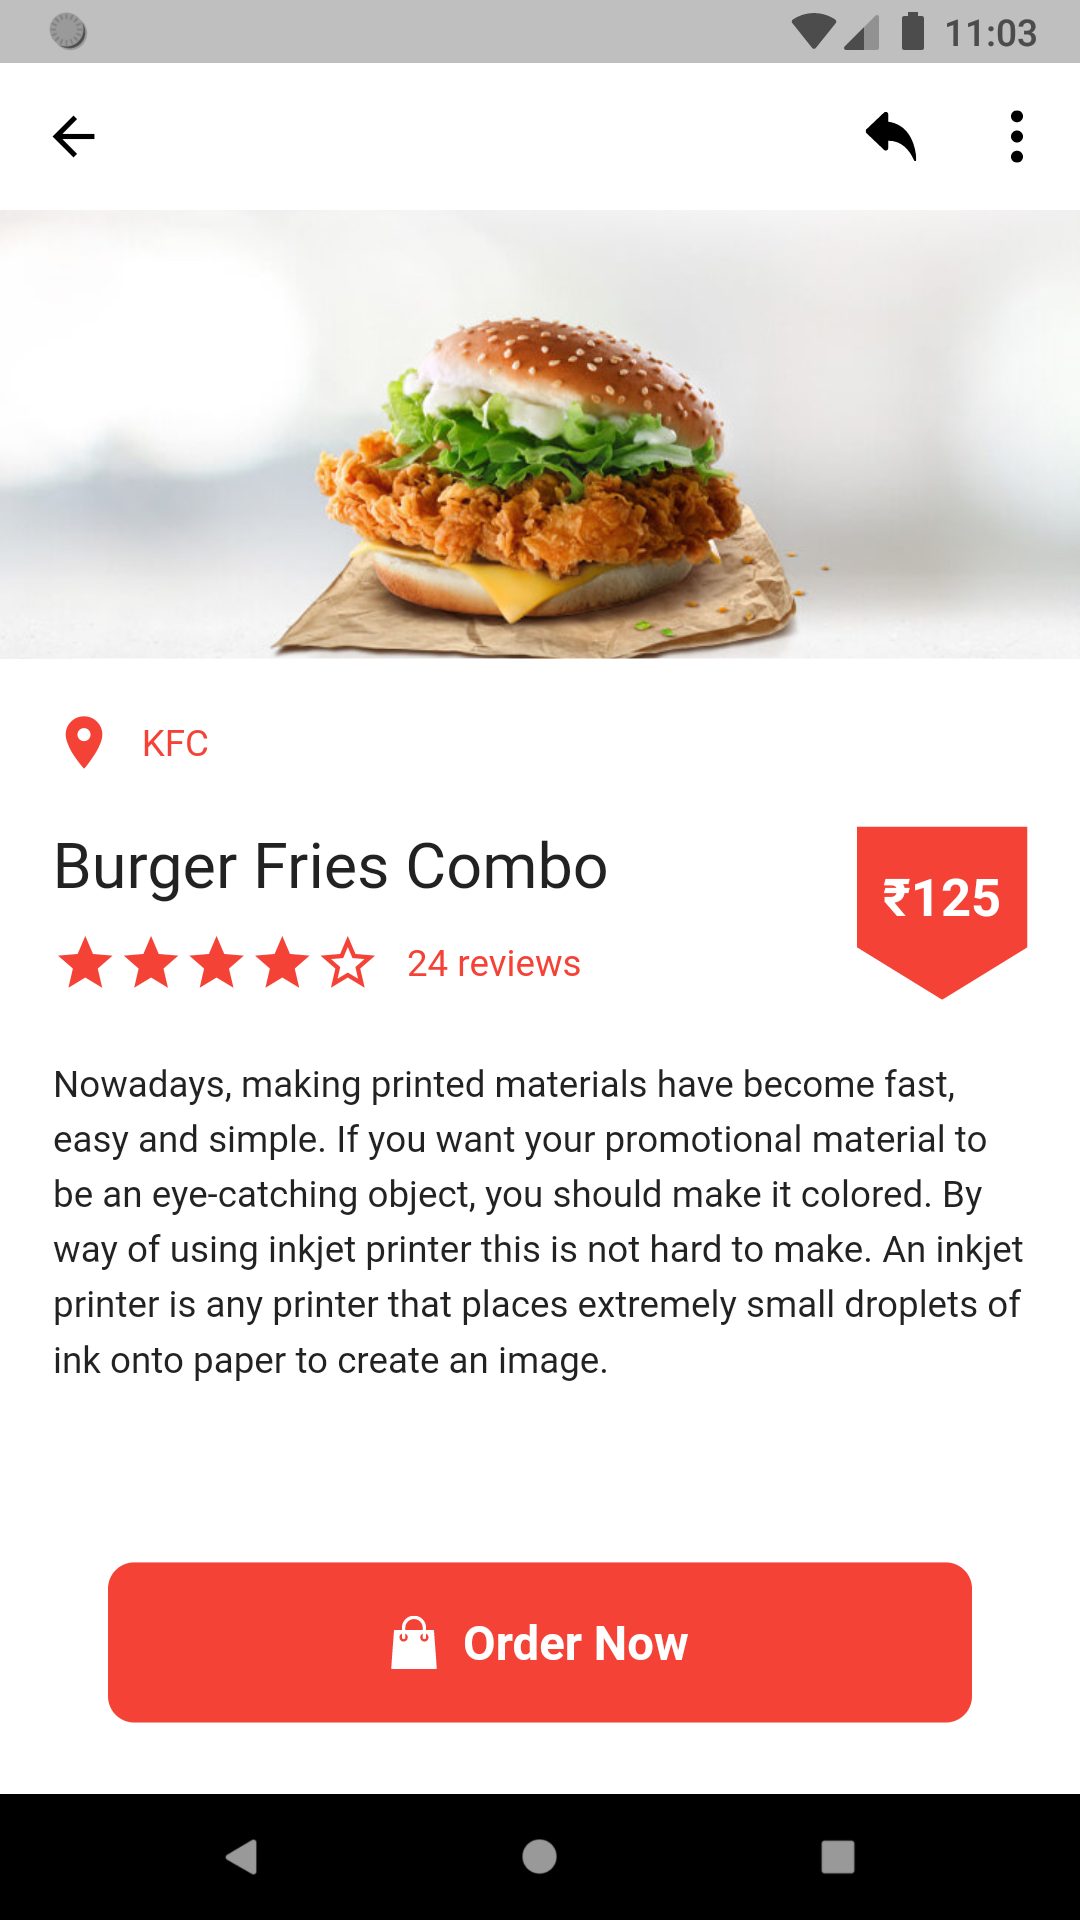 11:03
KFC
Burger Fries Combo
₹125
24 reviews
Nowadays, making printed materials have become fast,
easy and simple. If you want your promotional material to
be an eye-catching object, you should make it colored. By
way of using inkjet printer this is not hard to make. An inkjet
printer is any printer that places extremely small droplets of
ink onto paper to create an image.
Order Now